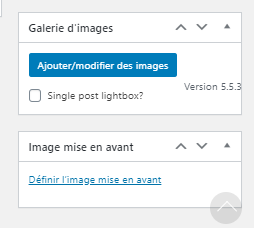 Galerie d'images
Ajouter/modifier des images
Version 5.5.3
Single post lightbox?
Image mise en avant
Définir l'image mise en avant